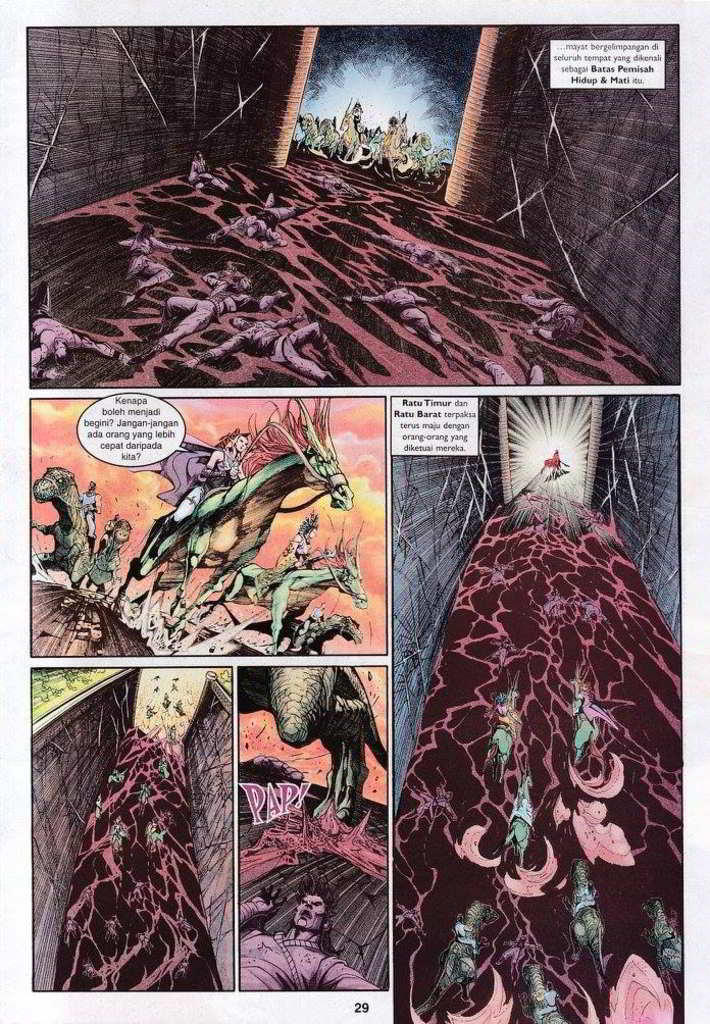 ...mayat bergelimpangan di
seluruh tempat yang dikenali
sebagai Batas Pemisah
Hidup & Mati itu.
Kenapa
boleh menjadi
begini? Jangan-jangan
ada orang yang lebih
cepat daripada
kita?
Ratu Timur dan
Ratu Barat terpaksa
terus maju dengan
orang-orang yang
diketuai mereka.
PAP!
29